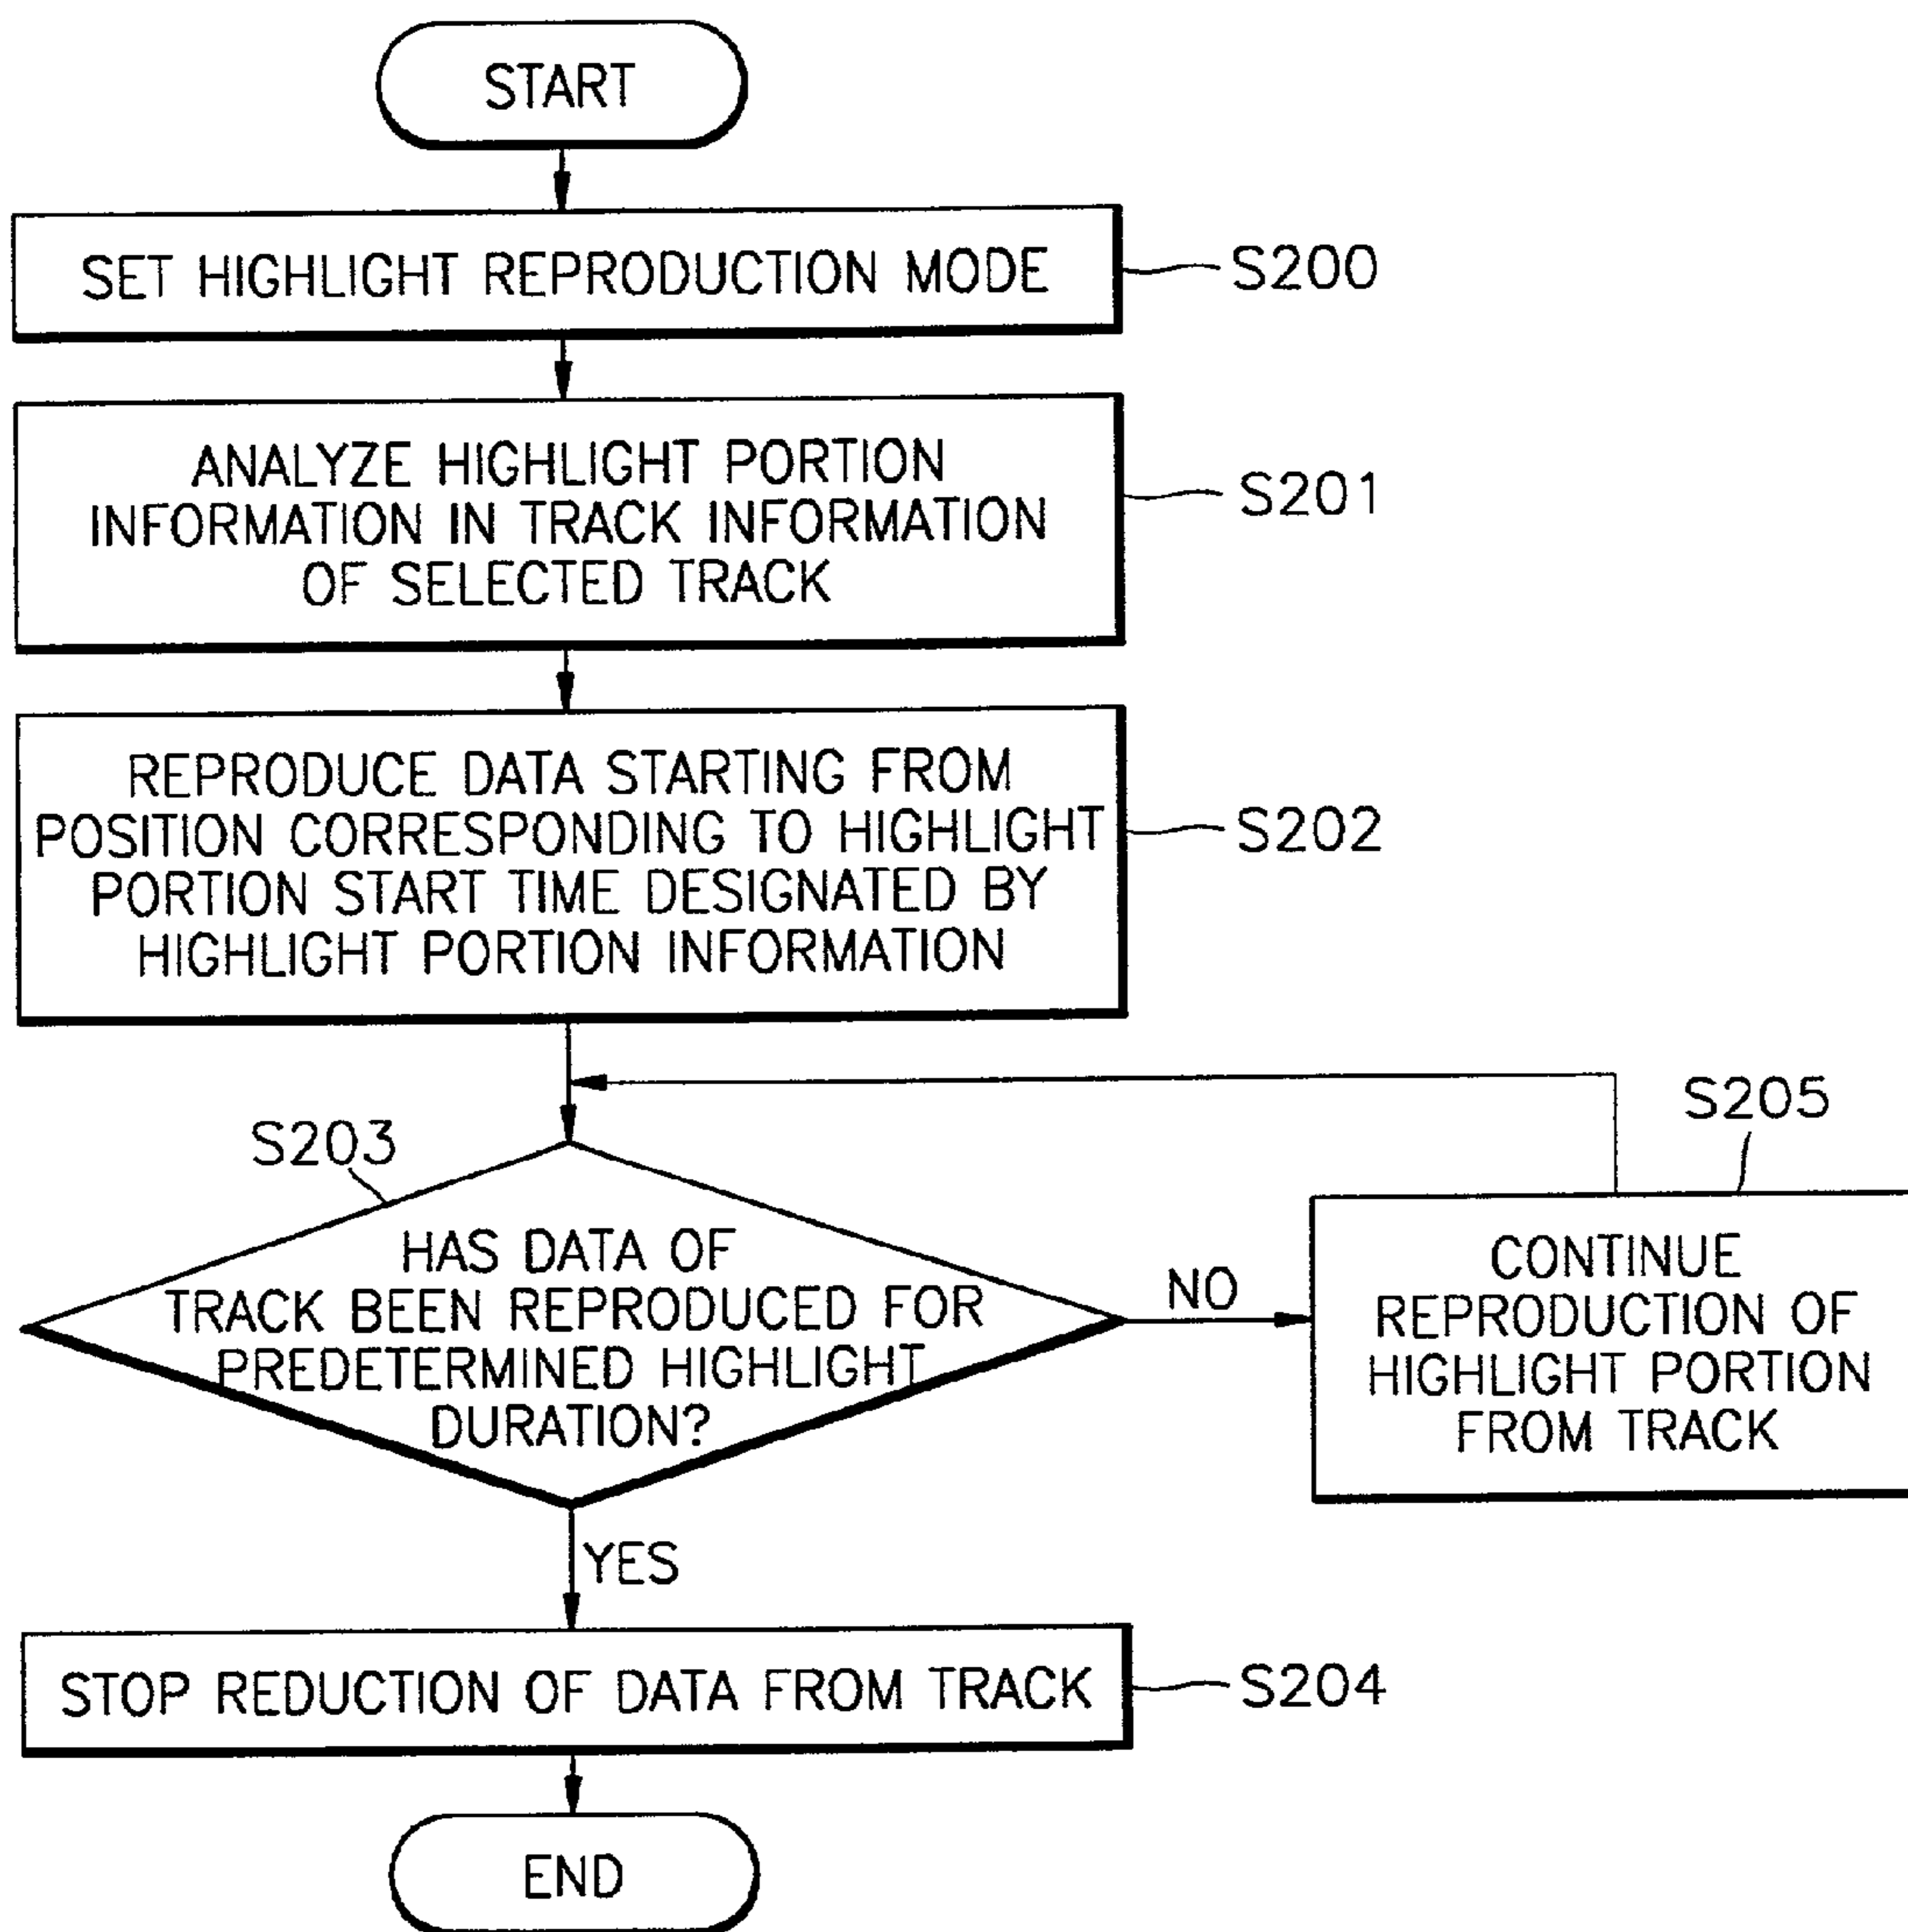 START
SET HIGHLIGHT REPRODUCTION MODE
S200
ANALYZE HIGHLIGHT PORTION
INFORMATION IN TRACK INFORMATION
OF SELECTED TRACK
S201
REPRODUCE DATA STARTING FROM
POSITION CORRESPONDING TO HIGHLIGHT
PORTION START TIME DESIGNATED BY
HIGHLIGHT PORTION INFORMATION
S202
S203
HAS DATA OF
TRACK BEEN REPRODUCED FOR
PREDETERMINED HIGHLIGHT
DURATION?
NO
S205
CONTINUE
REPRODUCTION OF
HIGHLIGHT PORTION
FROM TRACK
YES
STOP REDUCTION OF DATA FROM TRACK
S204
END